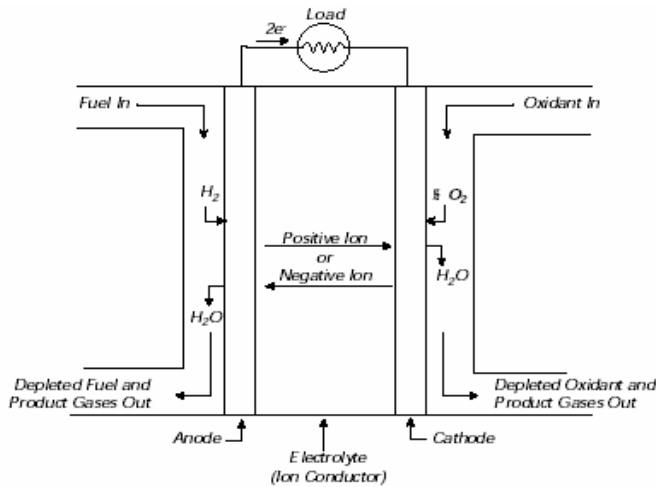 Load
2e-
Fuel In
Oxidant In
H2
O2
Positive Ion
or
Negative Ion
H2O
H2O
Depleted Fuel and
Product Gases Out
Depleted Oxidant and
Product Gases Out
Anode
Cathode
Electrolyte
(Ion Conductor)